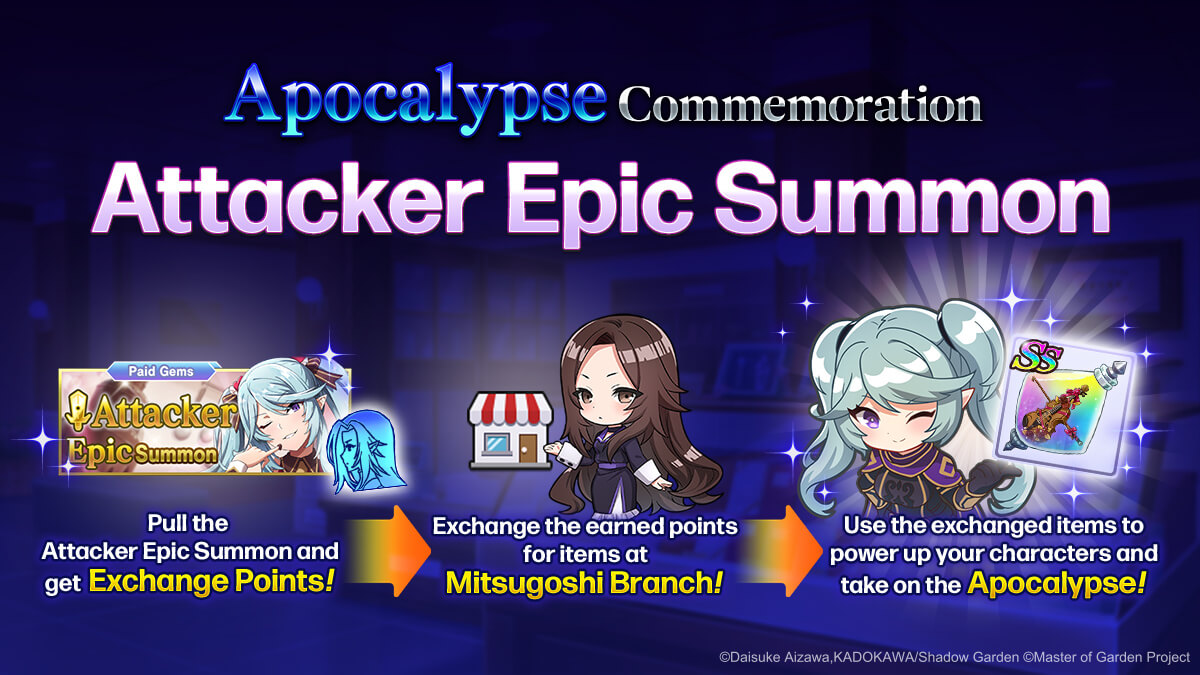 Apocalypse Commemoration
Attacker Epic Summon
Paid Gems
Attacker
Epic Summon
Pull the
Attacker Epic Summon and
get Exchange Points!
Exchange the earned points
for items at
Mitsugoshi Branch!
SS
Use the exchanged items to
power up your characters and
take on the Apocalypse!
©Daisuke Aizawa,KADOKAWA/Shadow Garden ©Master of Garden Project